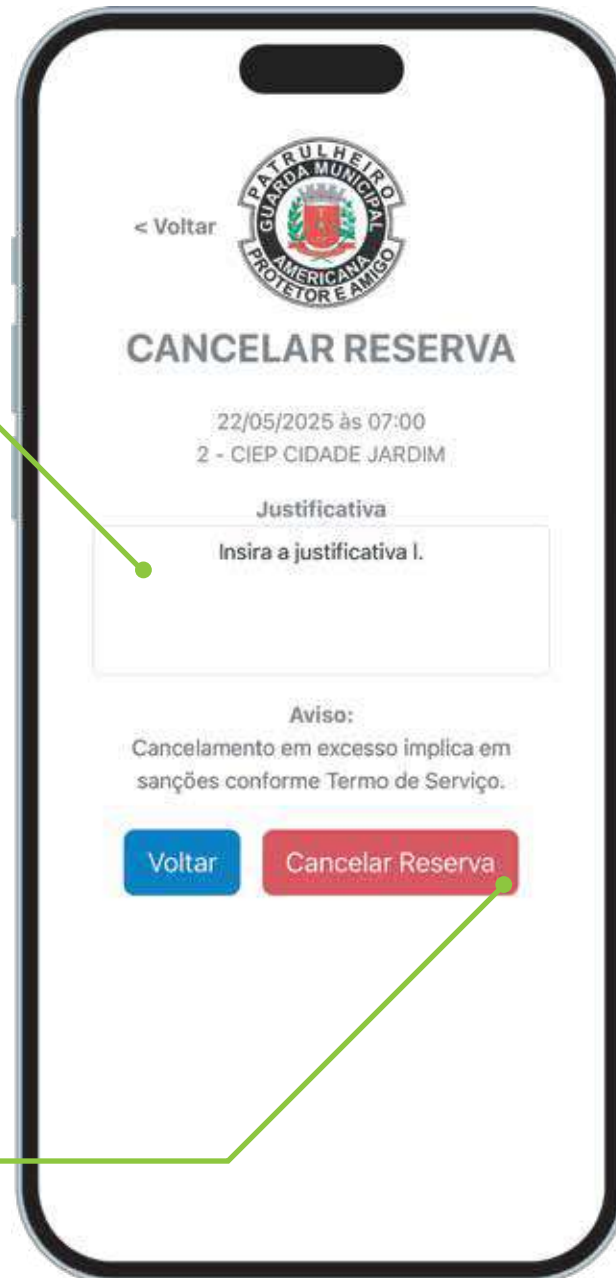 PATRULHEIRO
GUARDA MUNICIPAL
AMERICANA
PROTETOR E AMIGO
< Voltar
CANCELAR RESERVA
22/05/2025 às 07:00
2 - CIEP CIDADE JARDIM
Justificativa
Insira a justificativa l.
Aviso:
Cancelamento em excesso implica em
sanções conforme Termo de Serviço.
Voltar
Cancelar Reserva